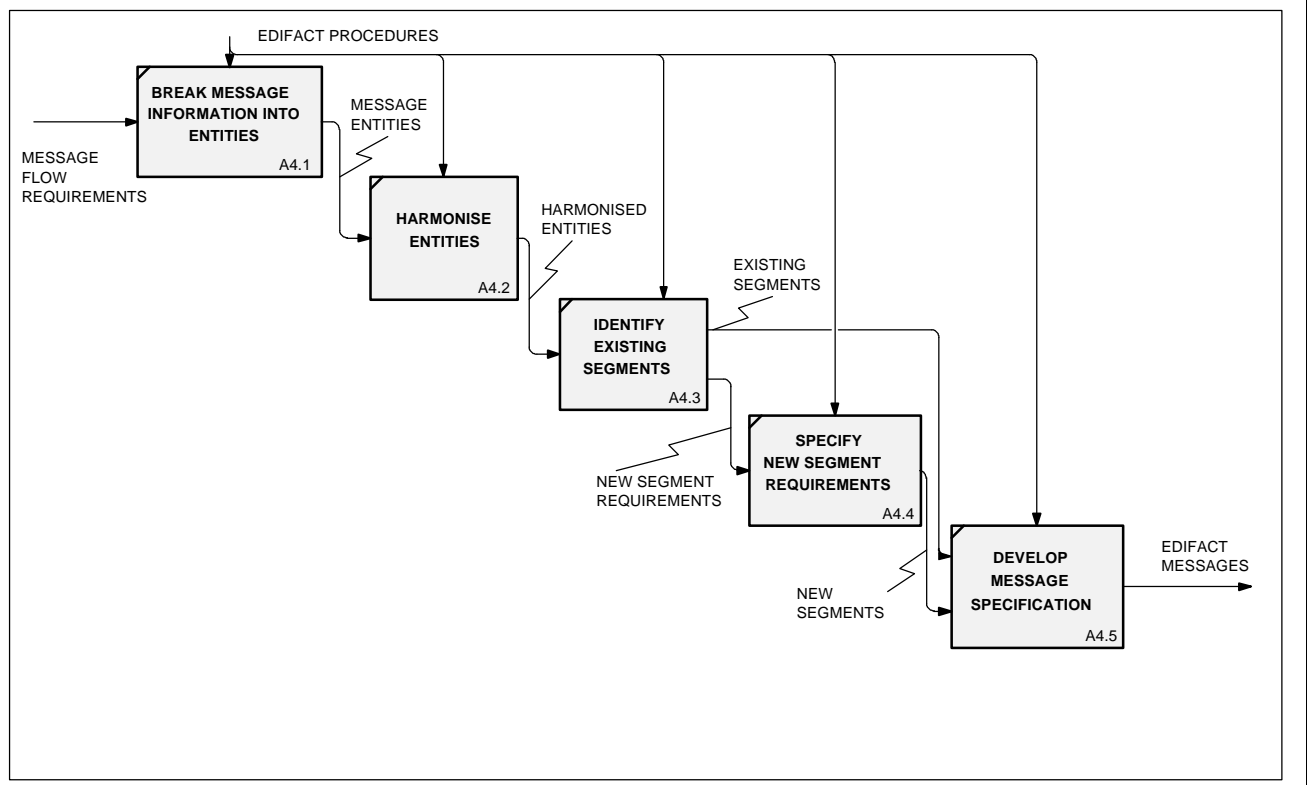 EDIFACT PROCEDURES
BREAK MESSAGE
INFORMATION INTO
ENTITIES
A4.1
MESSAGE
FLOW
REQUIREMENTS
MESSAGE
ENTITIES
HARMONISE
ENTITIES
A4.2
HARMONISED
ENTITIES
IDENTIFY
EXISTING
SEGMENTS
A4.3
EXISTING
SEGMENTS
NEW SEGMENT
REQUIREMENTS
SPECIFY
NEW SEGMENT
REQUIREMENTS
A4.4
NEW
SEGMENTS
DEVELOP
MESSAGE
SPECIFICATION
A4.5
EDIFACT
MESSAGES